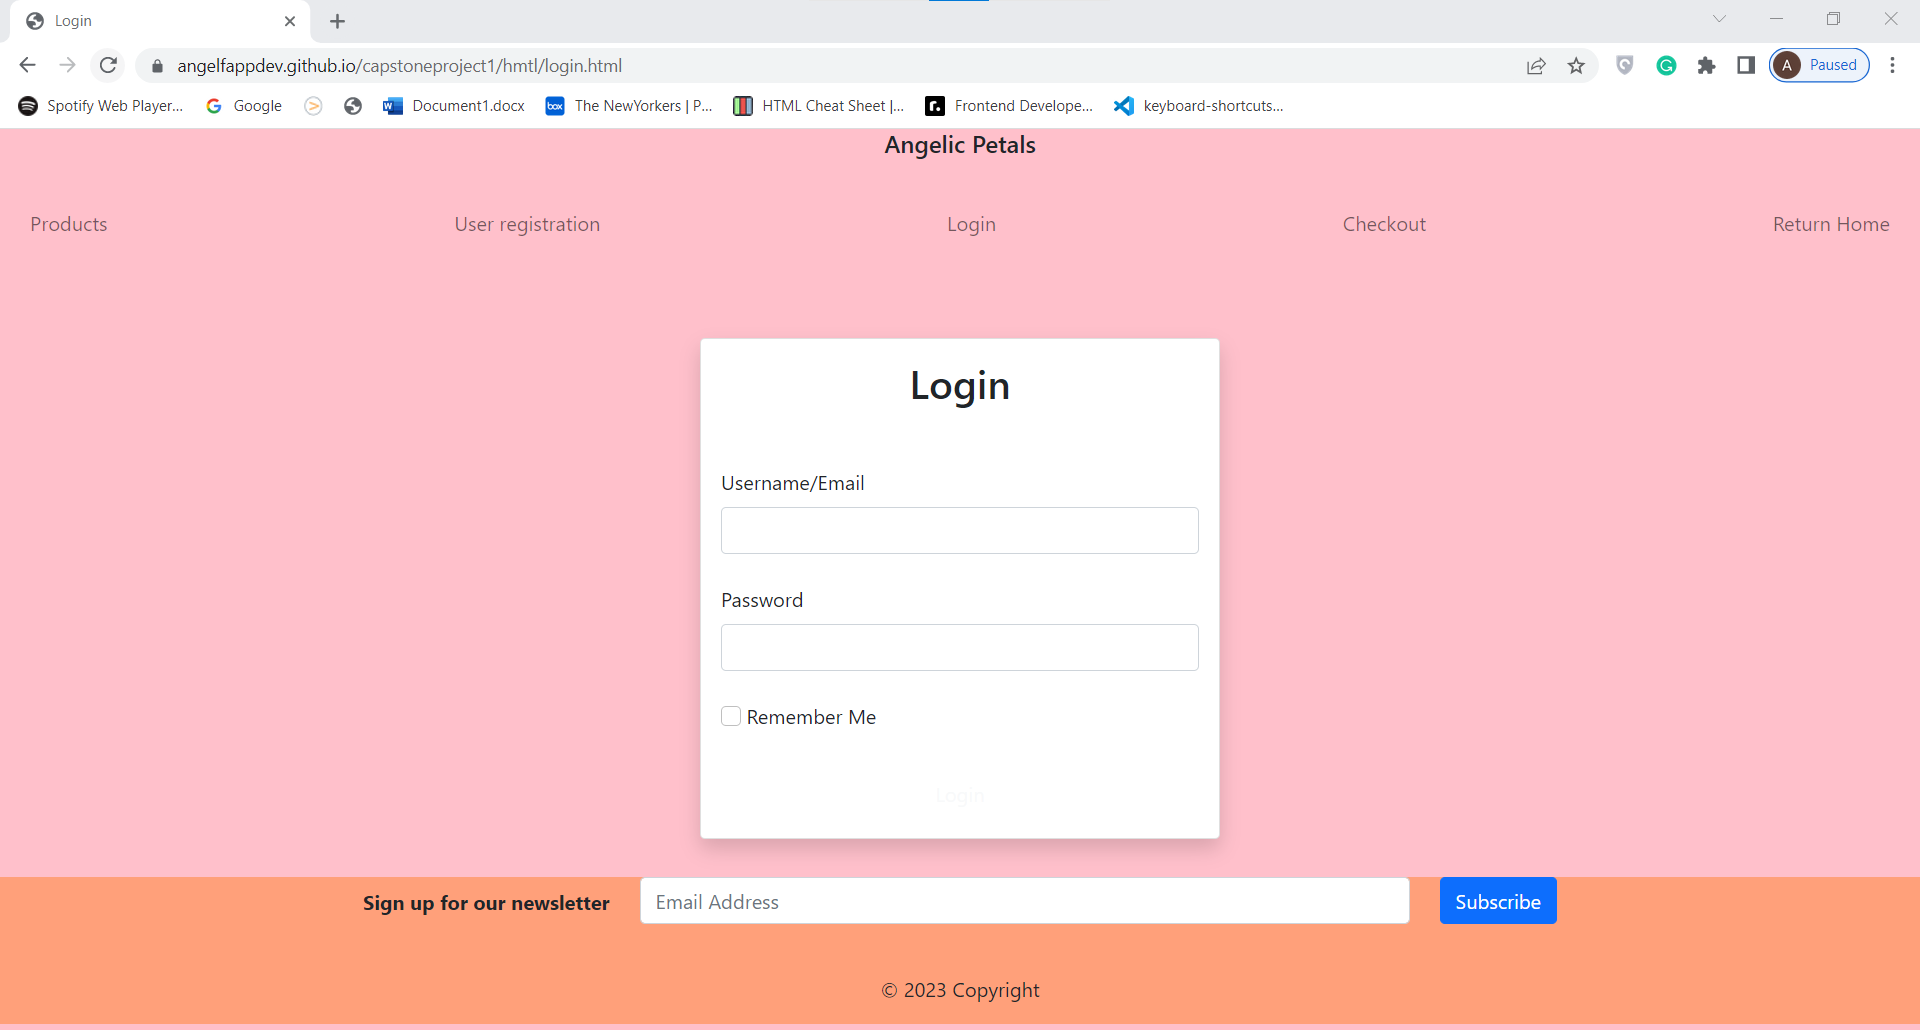 Login
angelfappdev.github.io/capstoneproject1/hmtl/login.html
A Paused
Spotify Web Player... Google Document1.docx box The NewYorkers | P... HTML Cheat Sheet |... r. Frontend Develope... keyboard-shortcuts...
Angelic Petals
Products User registration Login Checkout Return Home
Login
Username/Email
Password
Remember Me
Login
Sign up for our newsletter Email Address Subscribe
© 2023 Copyright